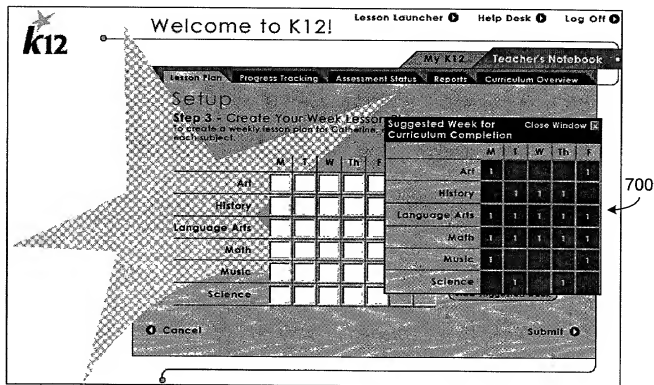 Welcome to K12!
Lesson Launcher
Help Desk
Log Off
k12
My K12
Teacher's Notebook
Lesson Plan
Progress Tracking
Assessment Status
Reports
Curriculum Overview
Setup
Step 3 - Create Your Week Lesson
To create a weekly lesson plan for Catherine,
each subject.
M T W Th F
Art
History
Language Arts
Math
Music
Science
Suggested Week for
Curriculum Completion
Close Window
M T W Th F
Art 1 1
History 1 1 1
Language Arts 1 1 1 1 1
Math 1 1 1 1 1
Music 1 1
Science 1 1
700
Cancel
Submit